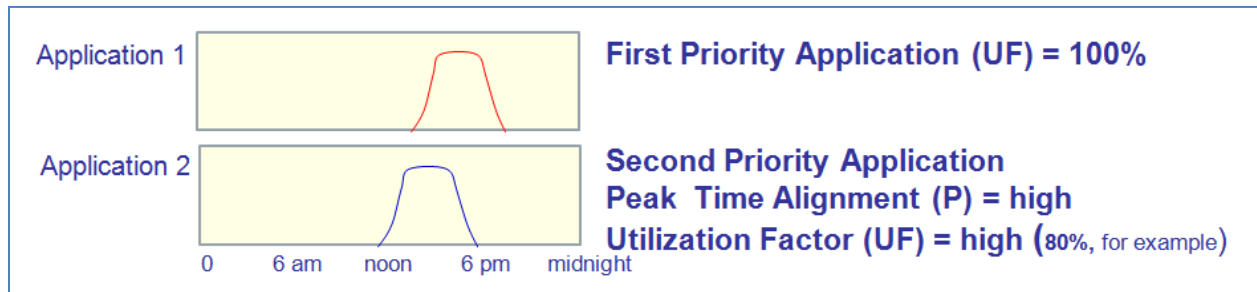 Application 1
First Priority Application (UF) = 100%
Application 2
Second Priority Application
Peak Time Alignment (P) = high
Utilization Factor (UF) = high (80%, for example)
0 6 am noon 6 pm midnight